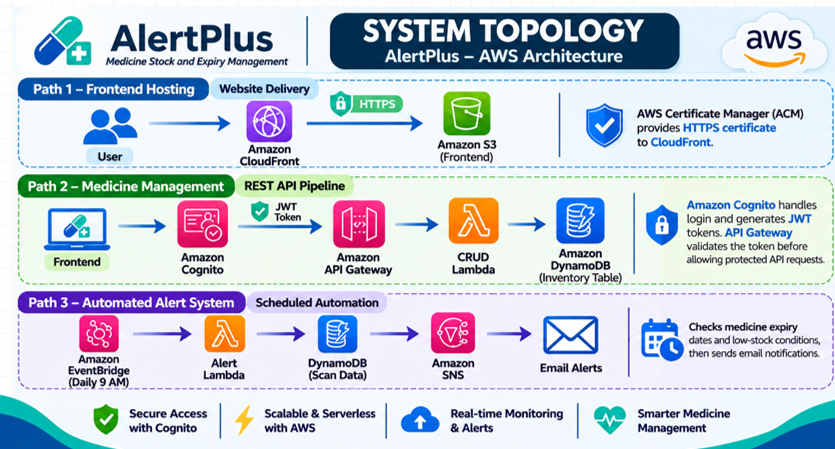 AlertPlus
Medicine Stock and Expiry Management
SYSTEM TOPOLOGY
AlertPlus – AWS Architecture
aws
Path 1 – Frontend Hosting
Website Delivery
User
Amazon
CloudFront
HTTPS
Amazon S3
(Frontend)
AWS Certificate Manager (ACM)
provides HTTPS certificate
to CloudFront.
Path 2 – Medicine Management
REST API Pipeline
Frontend
Amazon
Cognito
JWT
Token
Amazon
API Gateway
CRUD
Lambda
Amazon
DynamoDB
(Inventory Table)
Amazon Cognito handles
login and generates JWT
tokens. API Gateway
validates the token before
allowing protected API requests.
Path 3 – Automated Alert System
Scheduled Automation
Amazon
EventBridge
(Daily 9 AM)
Alert
Lambda
DynamoDB
(Scan Data)
Amazon
SNS
Email Alerts
Checks medicine expiry
dates and low-stock conditions,
then sends email notifications.
Secure Access
with Cognito
Scalable & Serverless
with AWS
Real-time Monitoring
& Alerts
Smarter Medicine
Management